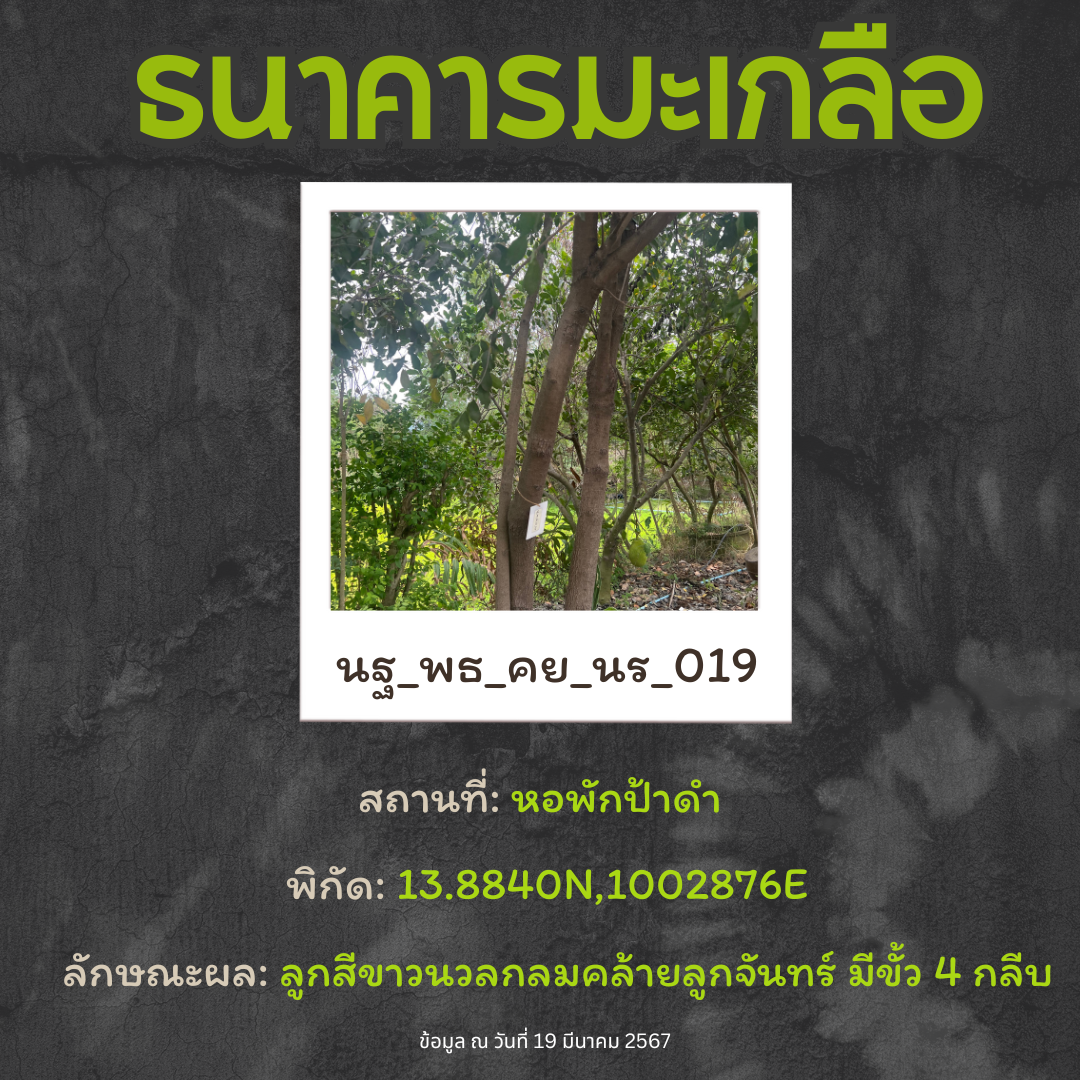 ธนาคารมะเกลือ
นฐ_พธ_คย_นร_019
สถานที่: หอพักป้าดำ
พิกัด: 13.8840N,1002876E
ลักษณะผล: ลูกสีขาวนวลกลมคล้ายลูกจันทร์ มีขั้ว 4 กลีบ
ข้อมูล ณ วันที่ 19 มีนาคม 2567